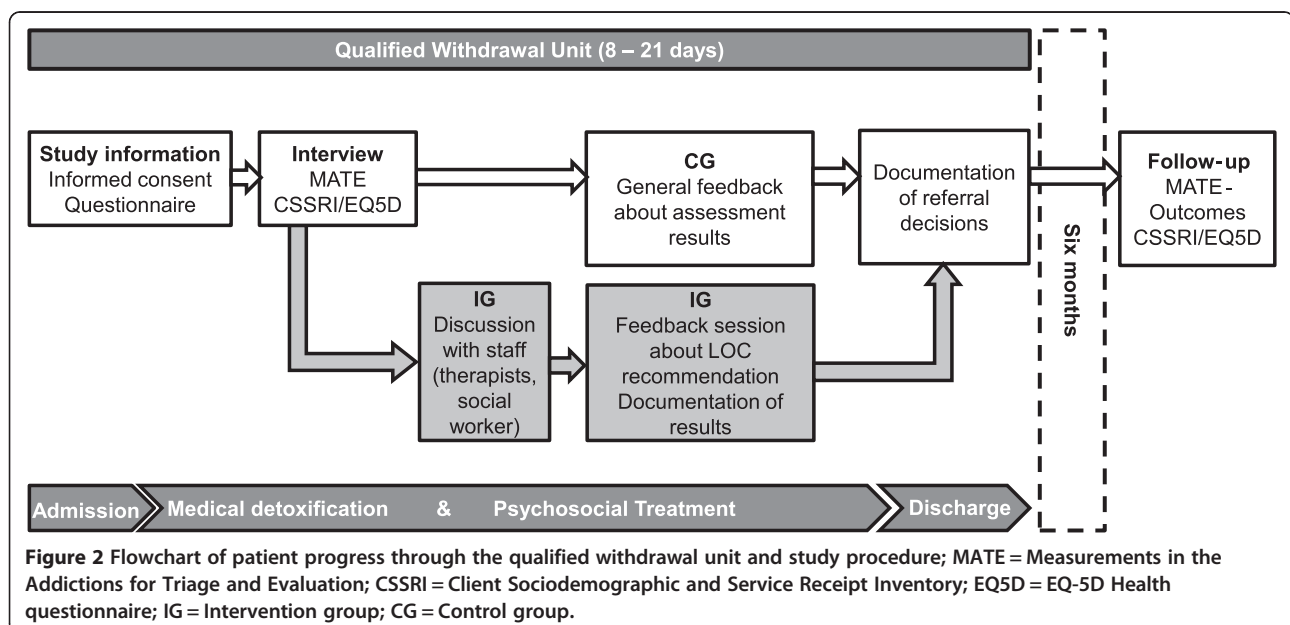 Qualified Withdrawal Unit (8 – 21 days)
Study information
Informed consent
Questionnaire
Interview
MATE
CSSRI/EQ5D
CG
General feedback
about assessment
results
Documentation
of referral
decisions
Six months
Follow-up
MATE -
Outcomes
CSSRI/EQ5D
IG
Discussion
with staff
(therapists,
social
worker)
IG
Feedback session
about LOC
recommendation
Documentation of
results
Admission
Medical detoxification & Psychosocial Treatment
Discharge
Figure 2 Flowchart of patient progress through the qualified withdrawal unit and study procedure; MATE = Measurements in the
Addictions for Triage and Evaluation; CSSRI = Client Sociodemographic and Service Receipt Inventory; EQ5D = EQ-5D Health
questionnaire; IG = Intervention group; CG = Control group.